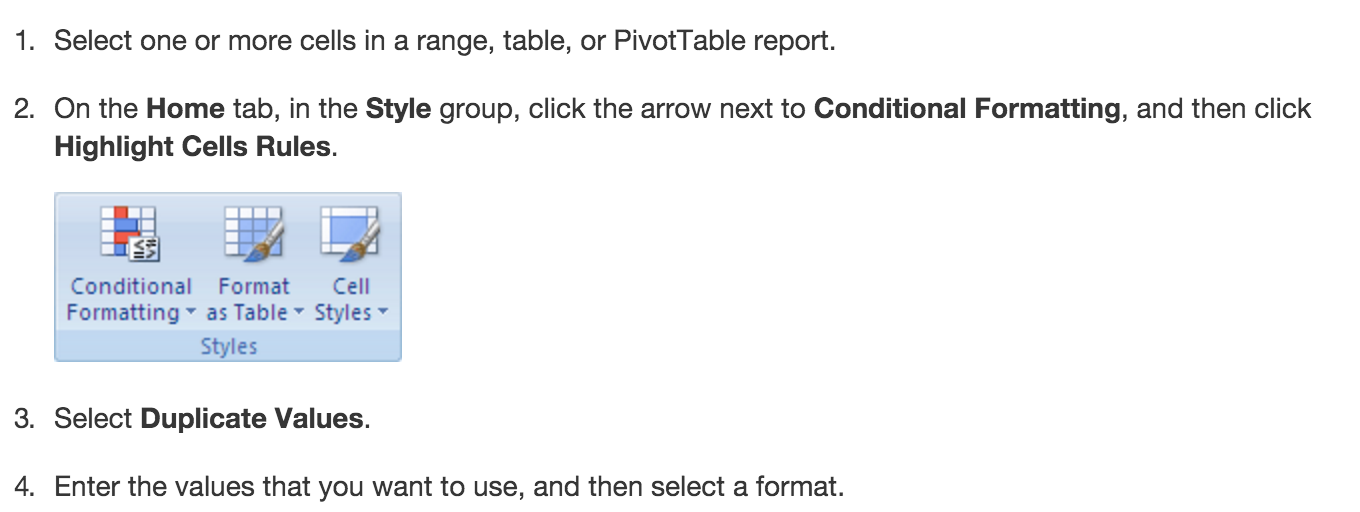 1. Select one or more cells in a range, table, or PivotTable report.
2. On the Home tab, in the Style group, click the arrow next to Conditional Formatting, and then click
Highlight Cells Rules.
Conditional Format Cell
Formatting as Table Styles
Styles
3. Select Duplicate Values.
4. Enter the values that you want to use, and then select a format.